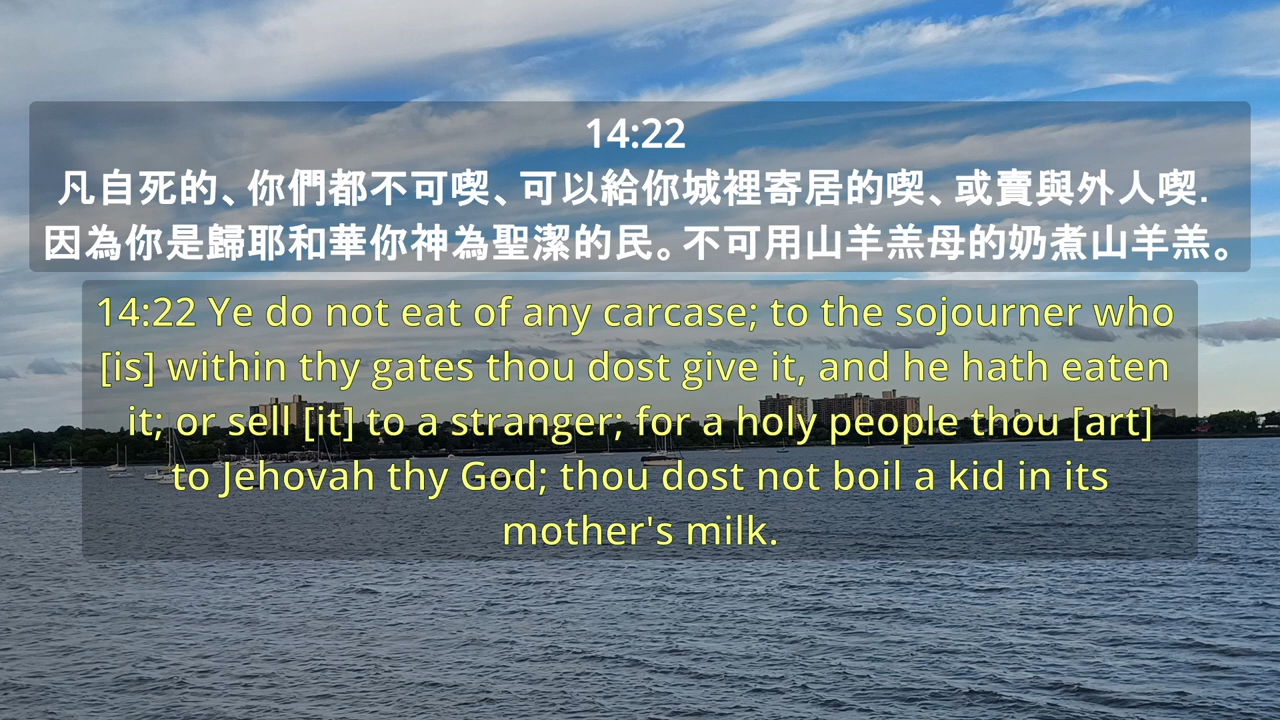 14:22
凡自死的、你們都不可喫、可以給你城裡寄居的喫、或賣與外人喫.
因為你是歸耶和華你神為聖潔的民。不可用山羊羔母的奶煮山羊羔。
14:22 Ye do not eat of any carcase; to the sojourner who
[is] within thy gates thou dost give it, and he hath eaten
it; or sell [it] to a stranger; for a holy people thou [art]
to Jehovah thy God; thou dost not boil a kid in its
mother's milk.